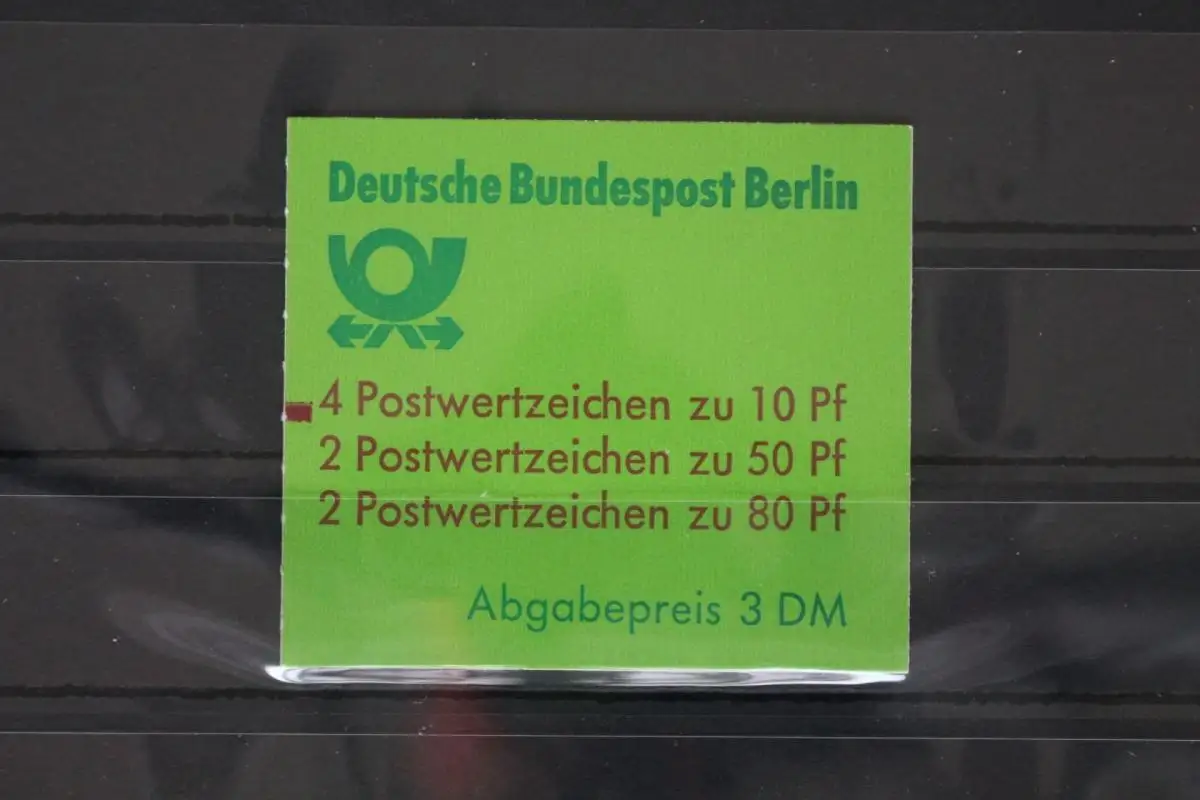 Deutsche Bundespost Berlin
4 Postwertzeichen zu 10 Pf
2 Postwertzeichen zu 50 Pf
2 Postwertzeichen zu 80 Pf
Abgabepreis 3 DM